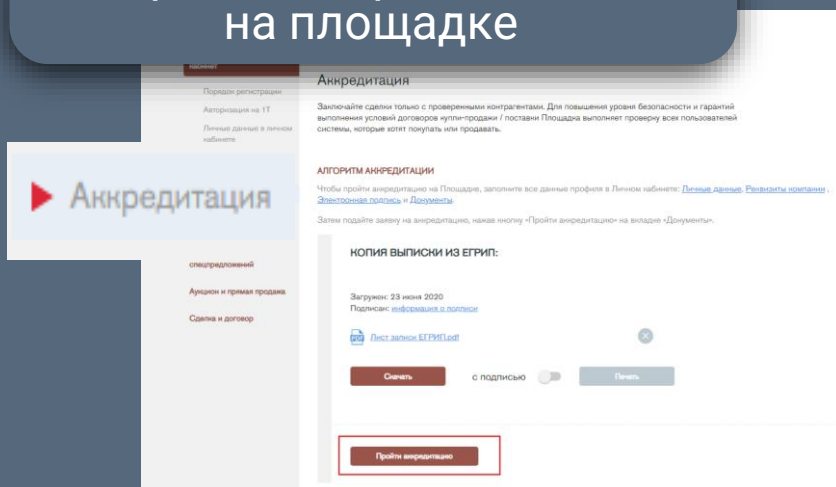 на площадке
кабинет
Порядок регистрации
Авторизация на 1Т
Личные данные в личном
кабинете
Аккредитация
спецпредложений
Аукцион и прямая продажа
Сделка и договор
Аккредитация
Заключайте сделки только с проверенными контрагентами. Для повышения уровня безопасности и гарантий
выполнения условий договоров купли-продажи / поставки Площадка выполняет проверку всех пользователей
системы, которые хотят покупать или продавать.
АЛГОРИТМ АККРЕДИТАЦИИ
Чтобы пройти аккредитацию на Площадке, заполните все данные профиля в Личном кабинете: Личные данные, Реквизиты компании,
Электронная подпись и Документы.
Затем подайте заявку на аккредитацию, нажав кнопку «Пройти аккредитацию» на вкладке «Документы».
КОПИЯ ВЫПИСКИ ИЗ ЕГРИП:
Загружен: 23 июня 2020
Подписан: информация о подписи
PDF Лист записи ЕГРИП.pdf
Скачать с подписью Печать
Пройти аккредитацию